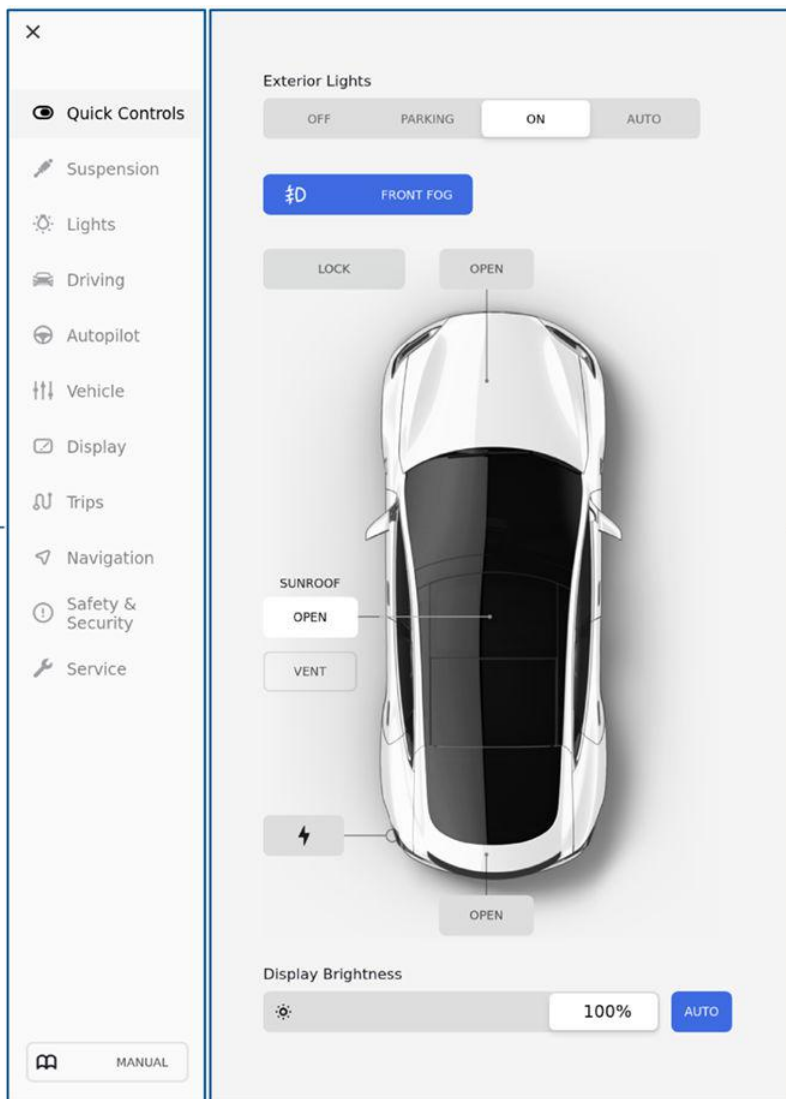 Quick Controls
Suspension
Lights
Driving
Autopilot
Vehicle
Display
Trips
Navigation
Safety &
Security
Service
MANUAL
Exterior Lights
OFF PARKING ON AUTO
FRONT FOG
LOCK OPEN
SUNROOF
OPEN
VENT
OPEN
Display Brightness
100% AUTO